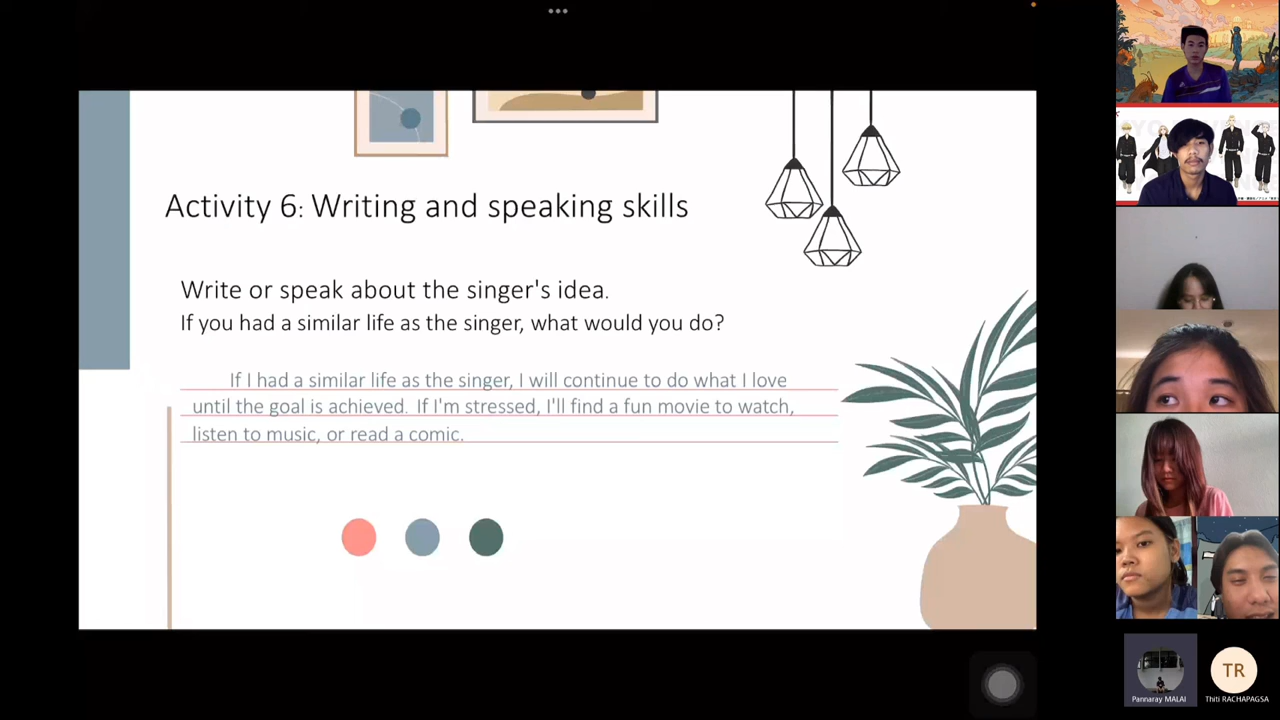 Activity 6: Writing and speaking skills
Write or speak about the singer's idea.
If you had a similar life as the singer, what would you do?
If I had a similar life as the singer, I will continue to do what I love
until the goal is achieved. If I'm stressed, I'll find a fun movie to watch,
listen to music, or read a comic.
TR
Pannaray MALAI
Thiti RACHAPAGSA